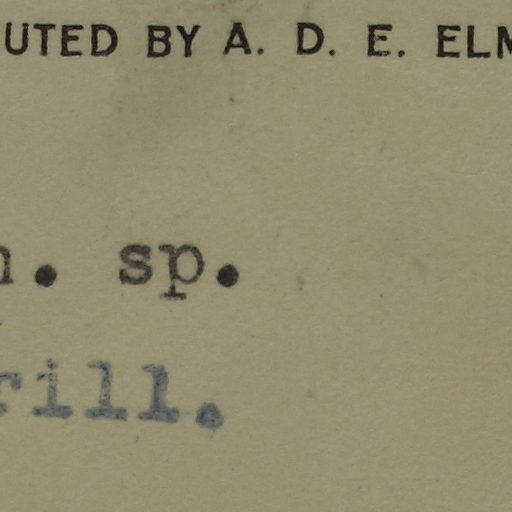 UTED BY A. D. E. ELM
n. sp.
rill.